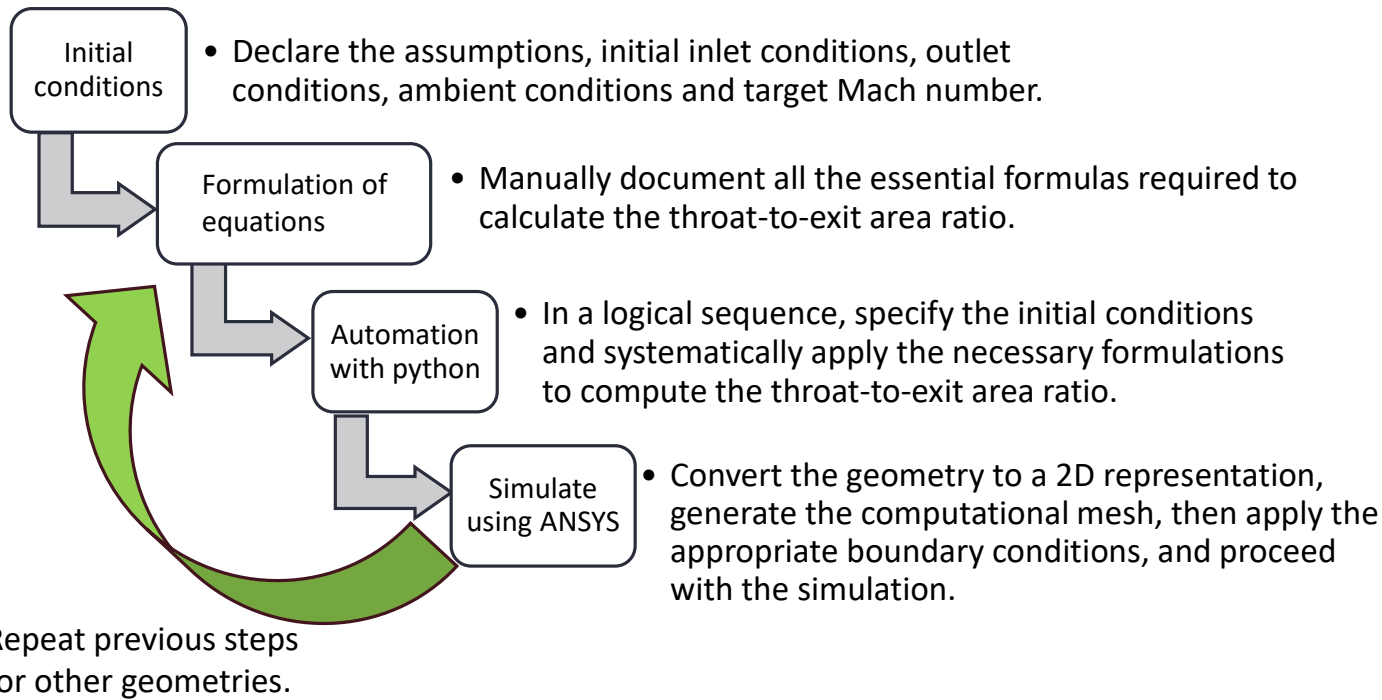 Initial
conditions
• Declare the assumptions, initial inlet conditions, outlet
conditions, ambient conditions and target Mach number.
Formulation of
equations
• Manually document all the essential formulas required to
calculate the throat-to-exit area ratio.
Automation
with python
• In a logical sequence, specify the initial conditions
and systematically apply the necessary formulations
to compute the throat-to-exit area ratio.
Simulate
using ANSYS
• Convert the geometry to a 2D representation,
generate the computational mesh, then apply the
appropriate boundary conditions, and proceed
with the simulation.
Repeat previous steps
or other geometries.